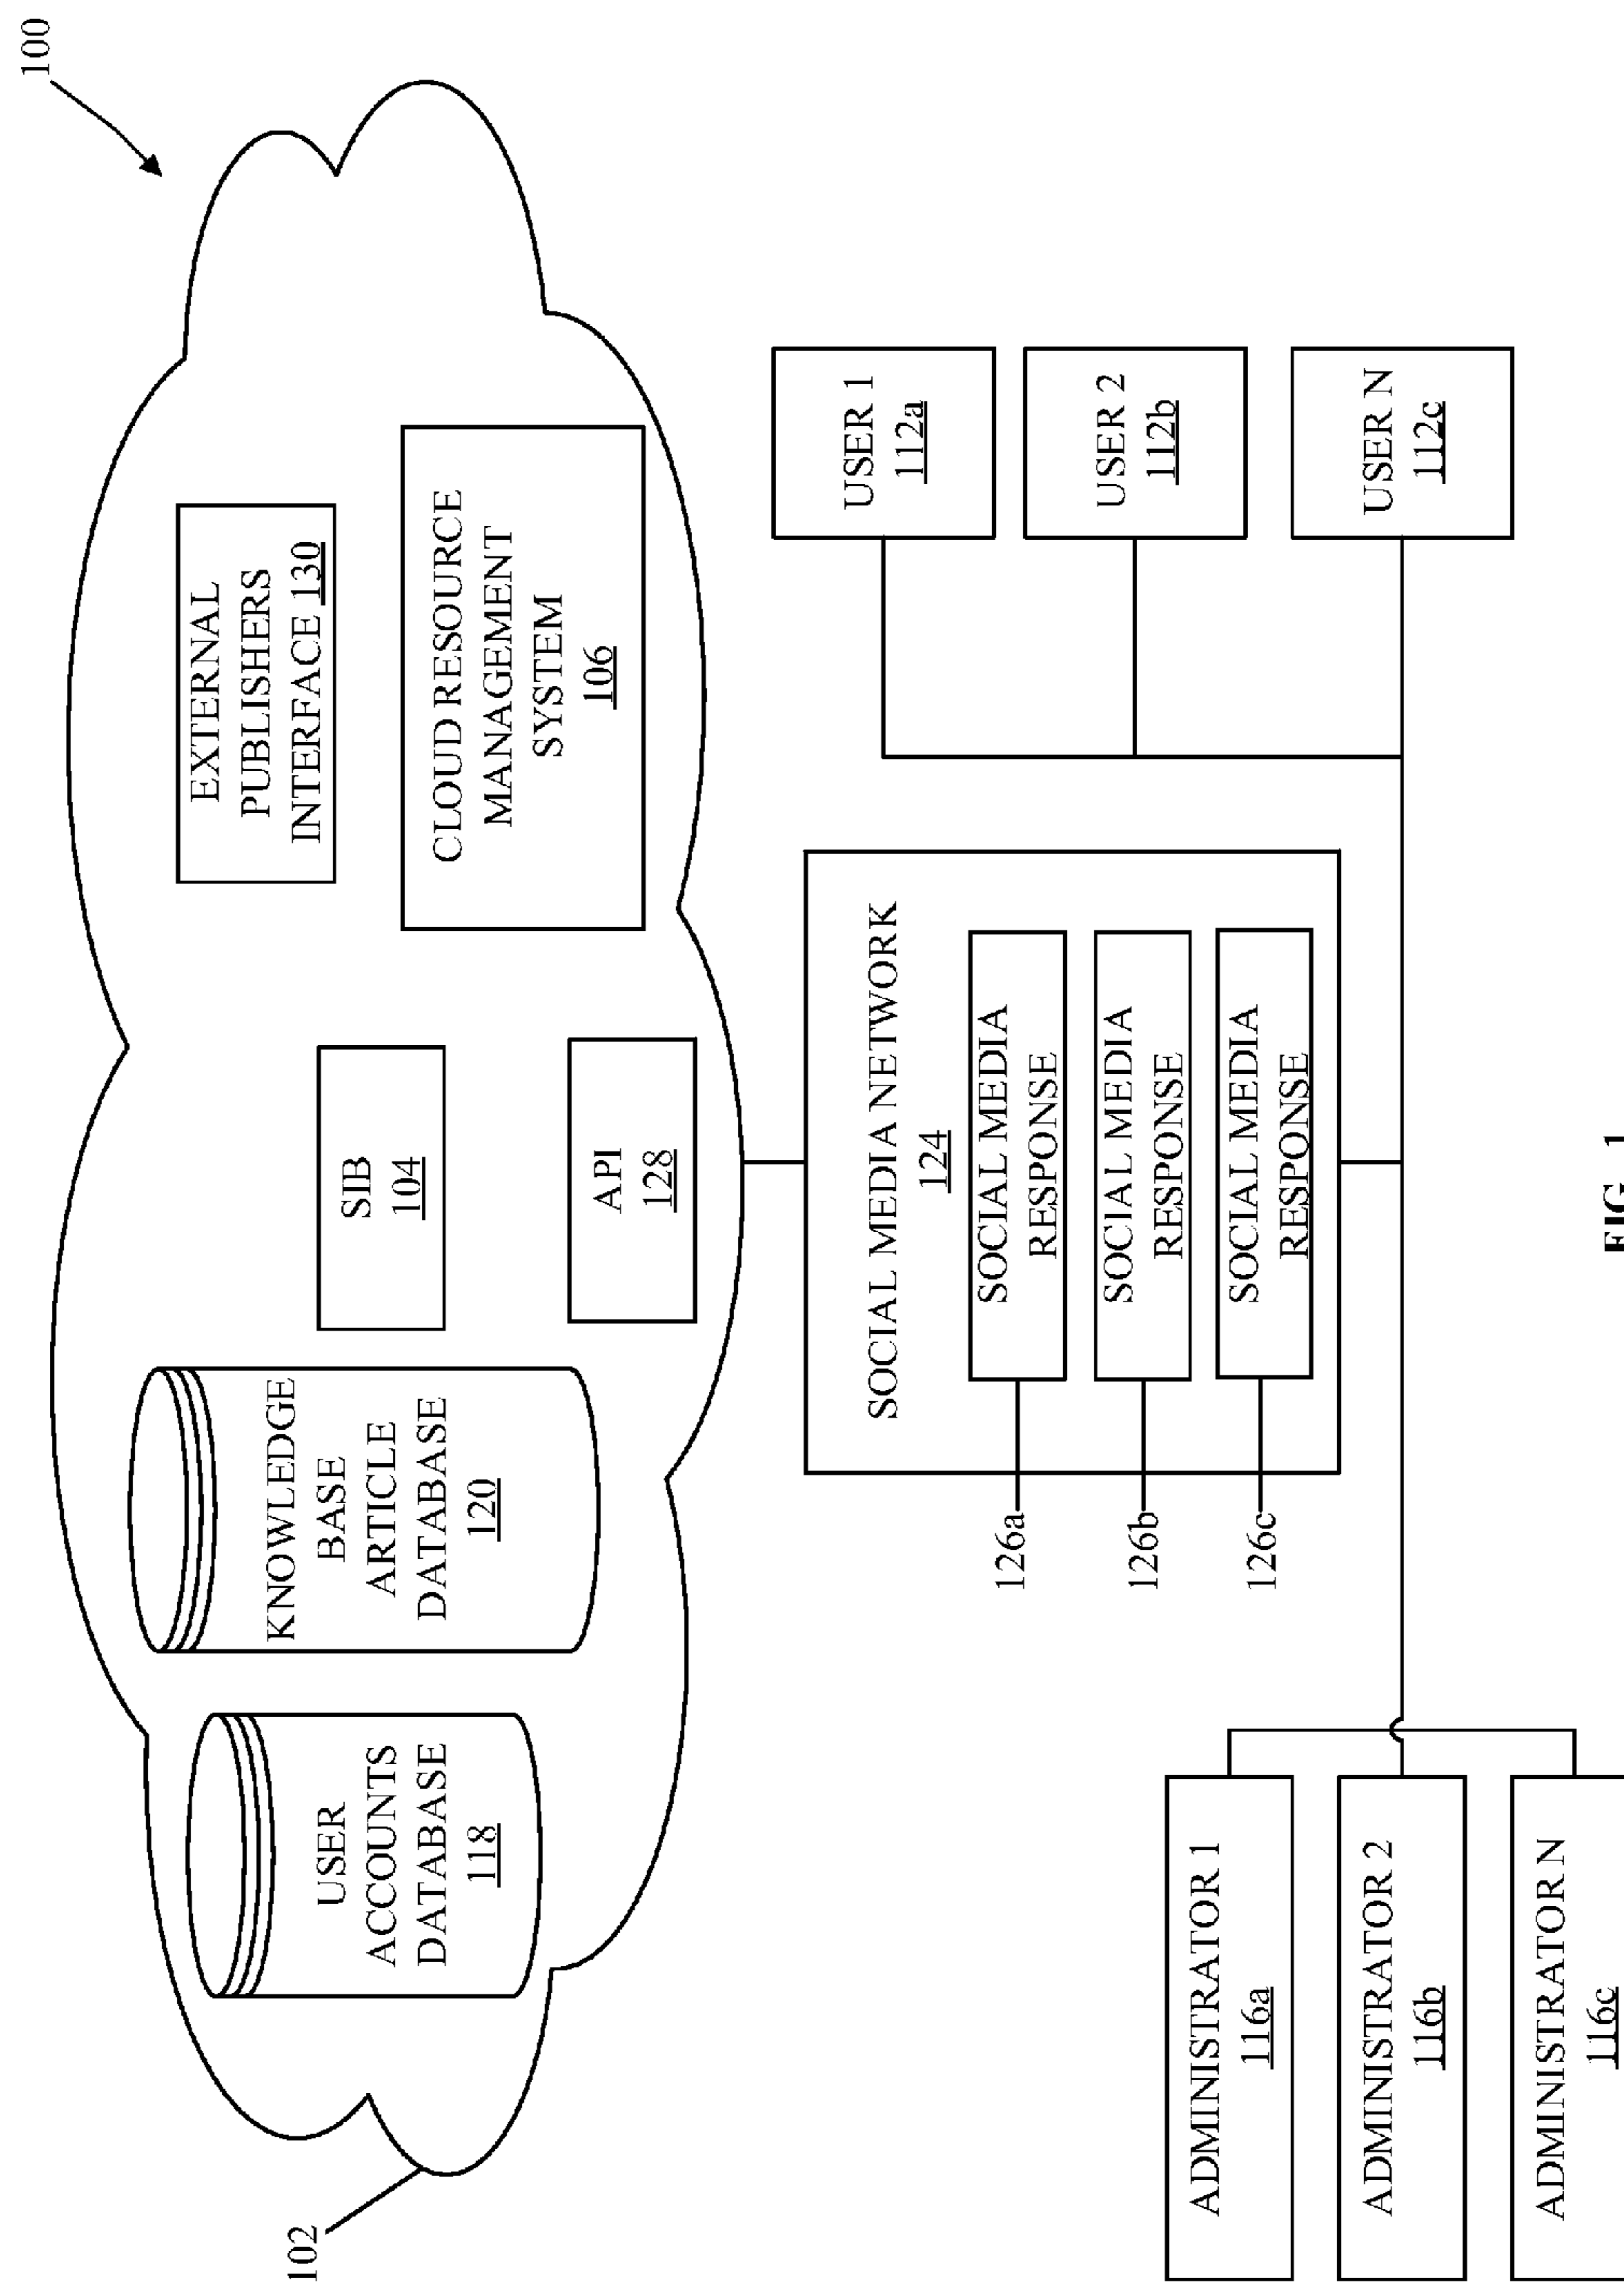 100
102
USER
ACCOUNTS
DATABASE
118
KNOWLEDGE
BASE
ARTICLE
DATABASE
120
SIB
104
API
128
EXTERNAL
PUBLISHERS
INTERFACE 130
CLOUD RESOURCE
MANAGEMENT
SYSTEM
106
SOCIAL MEDIA NETWORK
124
SOCIAL MEDIA
RESPONSE
SOCIAL MEDIA
RESPONSE
SOCIAL MEDIA
RESPONSE
126a
126b
126c
USER 1
112a
USER 2
112b
USER N
112c
ADMINISTRATOR 1
116a
ADMINISTRATOR 2
116b
ADMINISTRATOR N
116c
FIG. 1